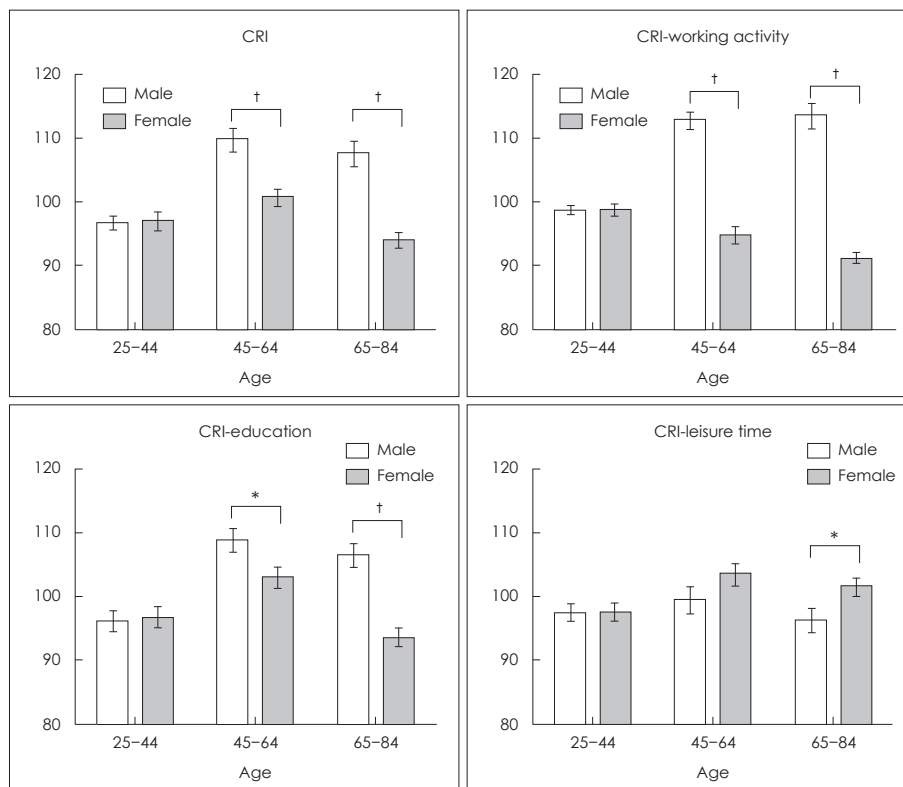 CRI
120
110
100
90
80
Male
Female
†
†
25–44
45–64
65–84
Age
CRI-working activity
120
110
100
90
80
Male
Female
†
†
25–44
45–64
65–84
Age
CRI-education
120
110
100
90
80
Male
Female
*
†
25–44
45–64
65–84
Age
CRI-leisure time
120
110
100
90
80
Male
Female
*
25–44
45–64
65–84
Age